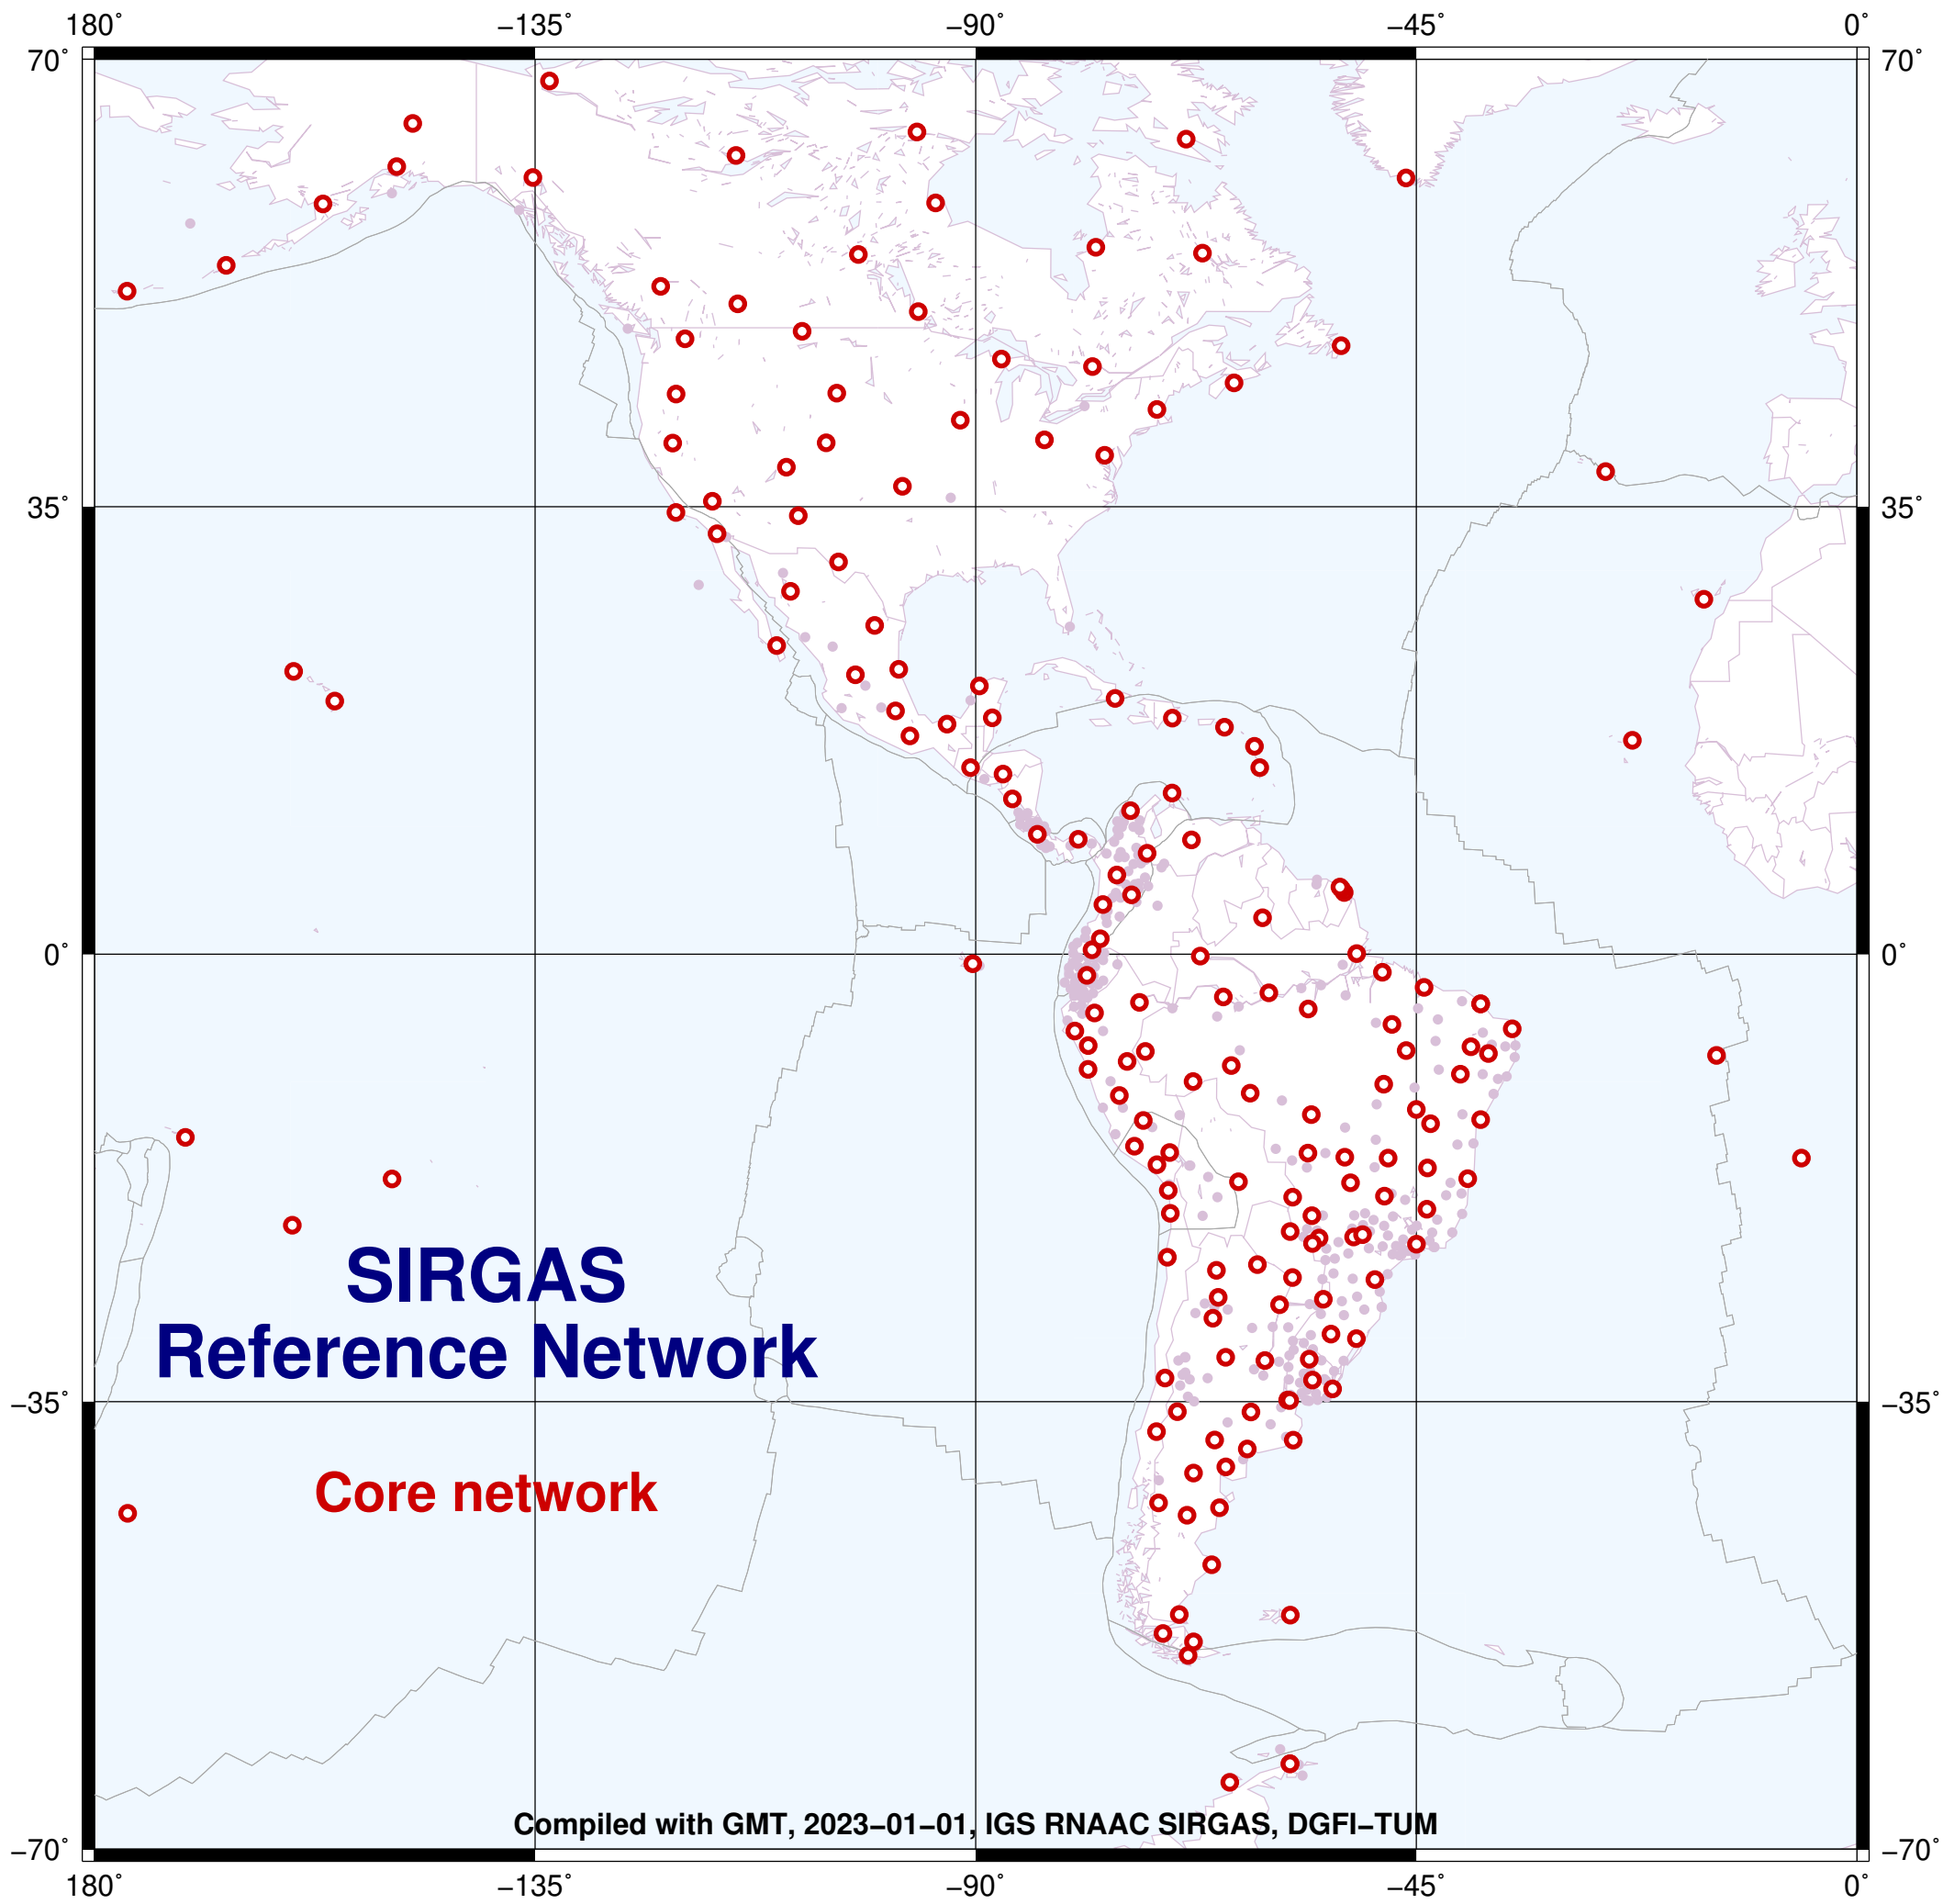 180° −135° −90° −45° 0°
70° 70°
35° 35°
0° 0°
SIRGAS
Reference Network
−35° −35°
Core network
Compiled with GMT, 2023−01−01, IGS RNAAC SIRGAS, DGFI−TUM
−70° −70°
180° −135° −90° −45° 0°